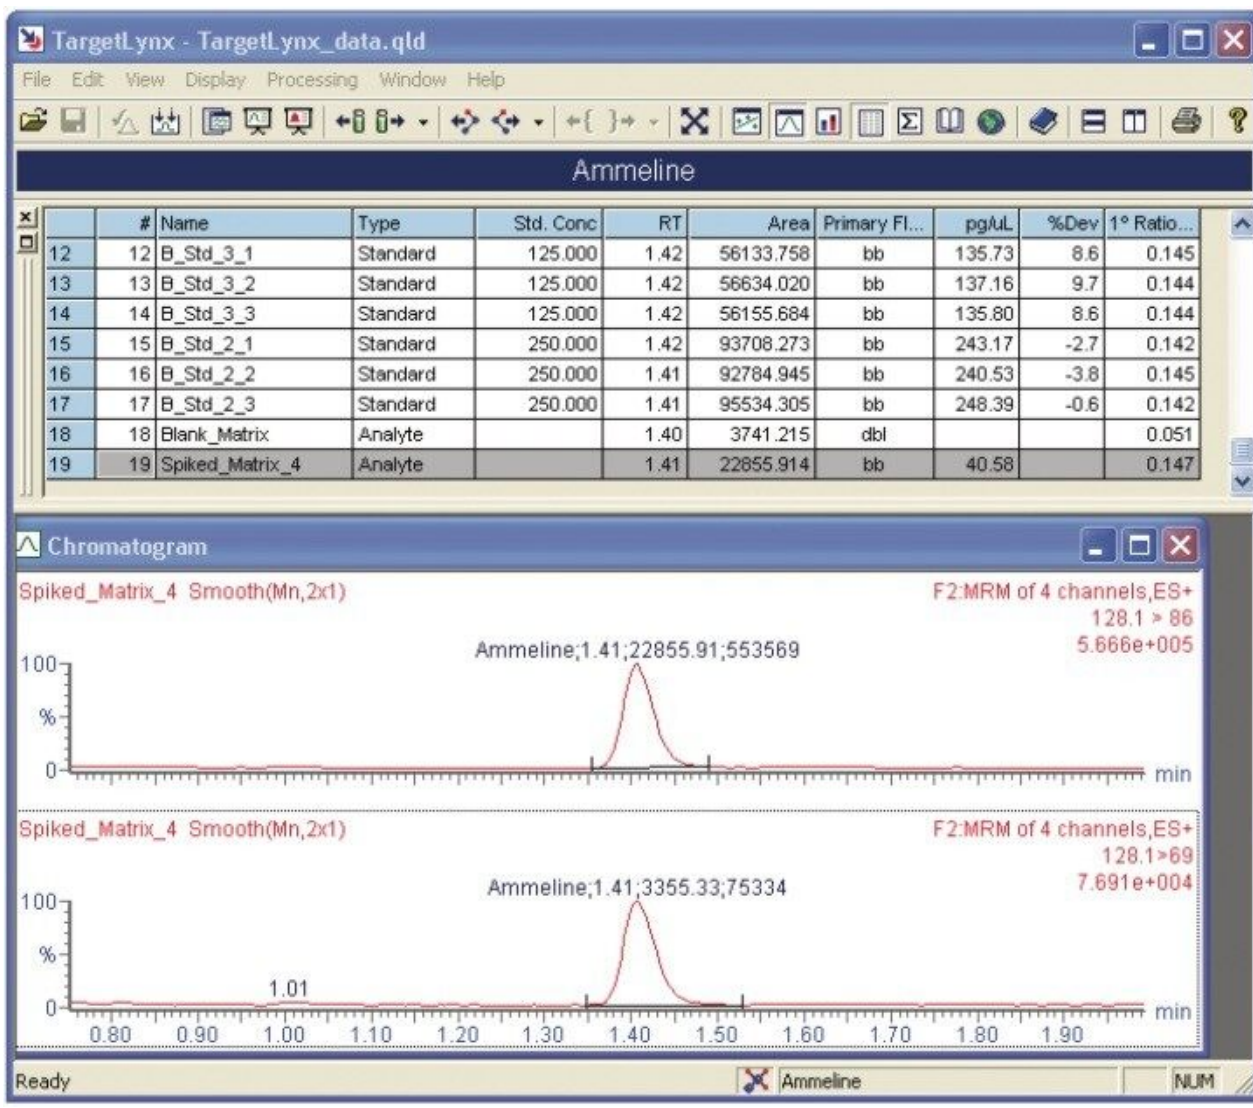 TargetLynx - TargetLynx_data.qld
File Edit View Display Processing Window Help
Ammeline
# Name Type Std. Conc RT Area Primary Fl... pg/uL %Dev 1º Ratio...
12 12 B_Std_3_1 Standard 125.000 1.42 56133.758 bb 135.73 8.6 0.145
13 13 B_Std_3_2 Standard 125.000 1.42 56634.020 bb 137.16 9.7 0.144
14 14 B_Std_3_3 Standard 125.000 1.42 56155.684 bb 135.80 8.6 0.144
15 15 B_Std_2_1 Standard 250.000 1.42 93708.273 bb 243.17 -2.7 0.142
16 16 B_Std_2_2 Standard 250.000 1.41 92784.945 bb 240.53 -3.8 0.145
17 17 B_Std_2_3 Standard 250.000 1.41 95534.305 bb 248.39 -0.6 0.142
18 18 Blank_Matrix Analyte 1.40 3741.215 dbl 0.051
19 19 Spiked_Matrix_4 Analyte 1.41 22855.914 bb 40.58 0.147
Chromatogram
Spiked_Matrix_4 Smooth(Mn,2x1) F2:MRM of 4 channels,ES+
128.1 > 86
5.666e+005
Ammeline;1.41;22855.91;553569
100
%
0
min
Spiked_Matrix_4 Smooth(Mn,2x1) F2:MRM of 4 channels,ES+
128.1>69
7.691e+004
Ammeline;1.41;3355.33;75334
100
%
1.01
0
min
0.80 0.90 1.00 1.10 1.20 1.30 1.40 1.50 1.60 1.70 1.80 1.90
Ready Ammeline NUM